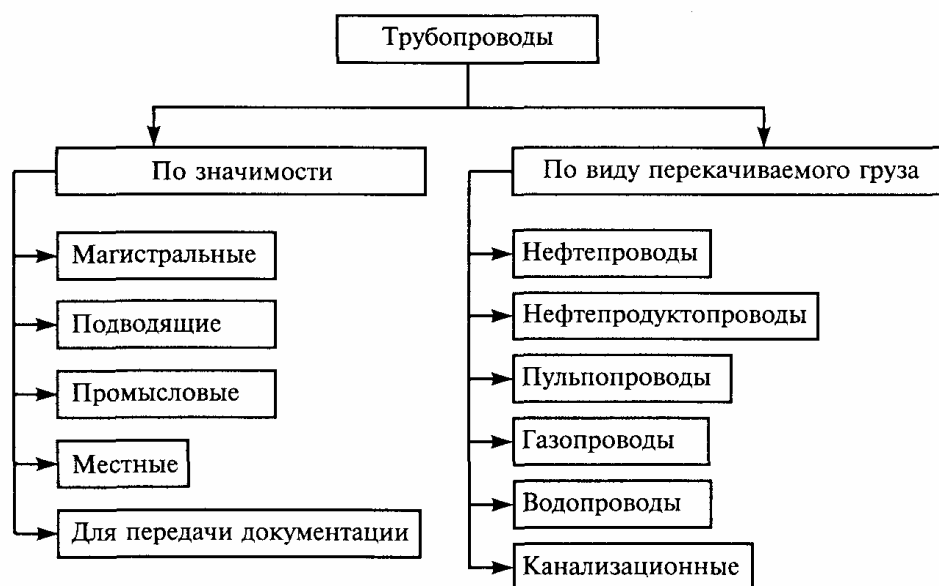 Трубопроводы
По значимости
Магистральные
Подводящие
Промысловые
Местные
Для передачи документации
По виду перекачиваемого груза
Нефтепроводы
Нефтепродуктопроводы
Пульпопроводы
Газопроводы
Водопроводы
Канализационные